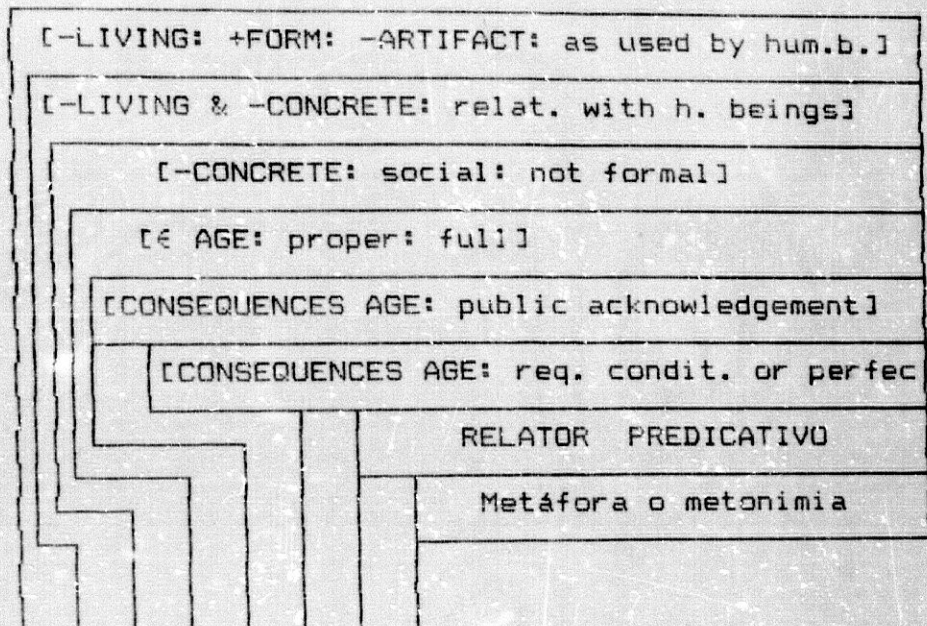 [-LIVING: +FORM: -ARTIFACT: as used by hum.b.]
[-LIVING & -CONCRETE: relat. with h. beings]
[-CONCRETE: social: not formal]
[∈ AGE: proper: full]
[CONSEQUENCES AGE: public acknowledgement]
[CONSEQUENCES AGE: req. condit. or perfec
RELATOR PREDICATIVO
Metáfora o metonimia